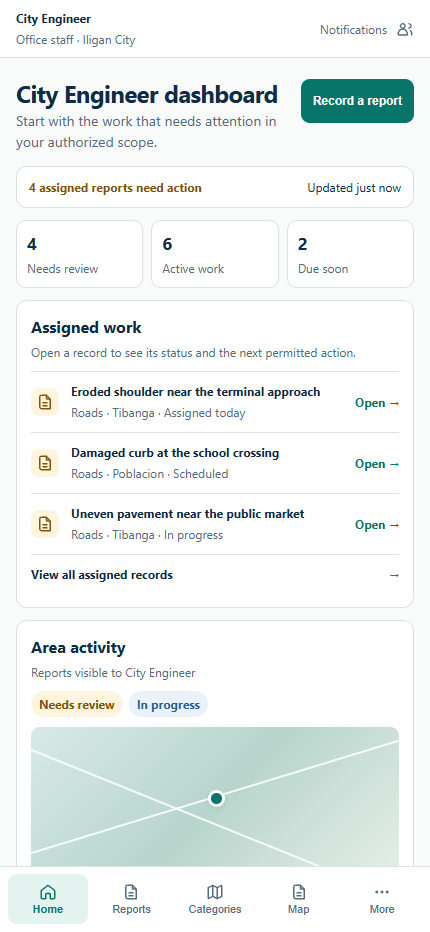 City Engineer
Office staff · Iligan City
Notifications
City Engineer dashboard
Start with the work that needs attention in
your authorized scope.
Record a report
4 assigned reports need action
Updated just now
4
Needs review
6
Active work
2
Due soon
Assigned work
Open a record to see its status and the next permitted action.
Eroded shoulder near the terminal approach
Roads · Tibanga · Assigned today
Open →
Damaged curb at the school crossing
Roads · Poblacion · Scheduled
Open →
Uneven pavement near the public market
Roads · Tibanga · In progress
Open →
View all assigned records →
Area activity
Reports visible to City Engineer
Needs review
In progress
Home
Reports
Categories
Map
More